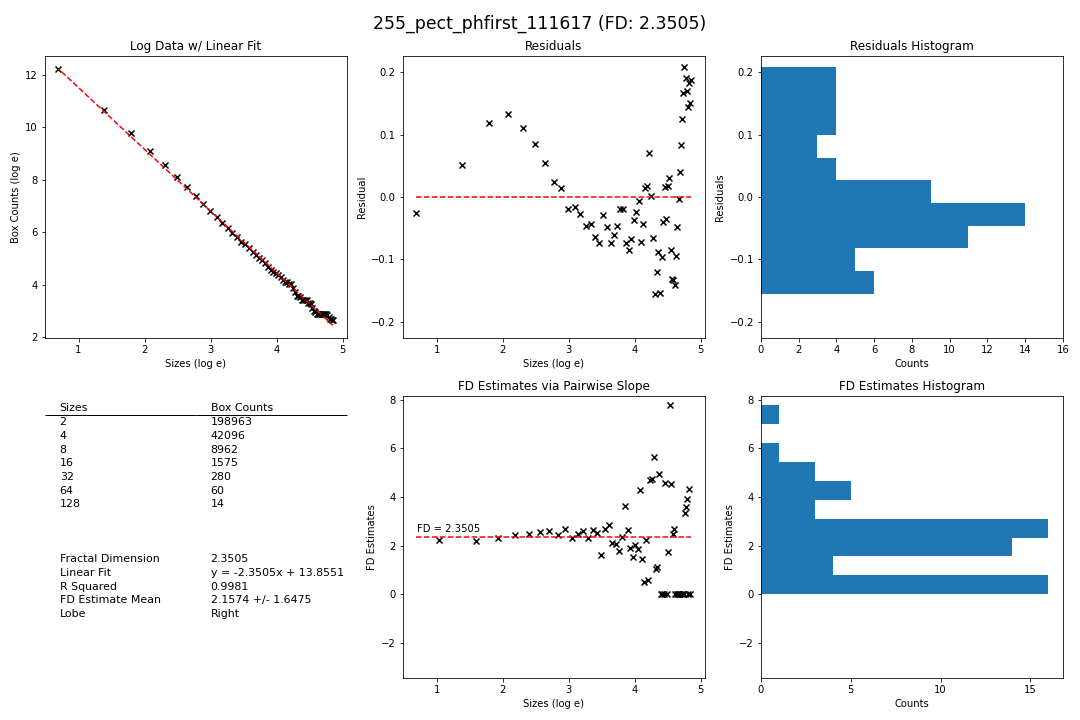 255_pect_phfirst_111617 (FD: 2.3505)
Log Data w/ Linear Fit
12
10
8
6
4
2
1
2
3
4
5
Box Counts (log e)
Sizes (log e)
Residuals
0.2
0.1
0.0
−0.1
−0.2
1
2
3
4
5
Residual
Sizes (log e)
Residuals Histogram
0.2
0.1
0.0
−0.1
−0.2
0
2
4
6
8
10
12
14
16
Residuals
Counts
Sizes Box Counts
2 198963
4 42096
8 8962
16 1575
32 280
64 60
128 14
Fractal Dimension 2.3505
Linear Fit y = -2.3505x + 13.8551
R Squared 0.9981
FD Estimate Mean 2.1574 +/- 1.6475
Lobe Right
FD Estimates via Pairwise Slope
8
6
4
2
0
−2
FD = 2.3505
1
2
3
4
5
FD Estimates
Sizes (log e)
FD Estimates Histogram
8
6
4
2
0
−2
0
5
10
15
FD Estimates
Counts